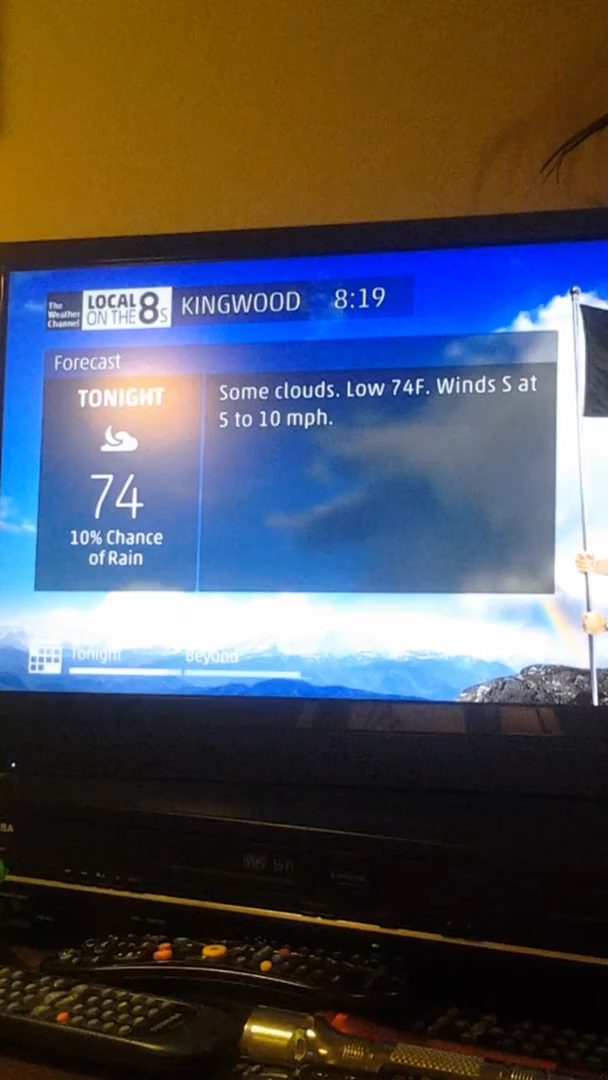 The
Weather
Channel
LOCAL
ON THE 8s
KINGWOOD 8:19
Forecast
TONIGHT
74
10% Chance
of Rain
Some clouds. Low 74F. Winds S at
5 to 10 mph.
Tonight Beyond
BA